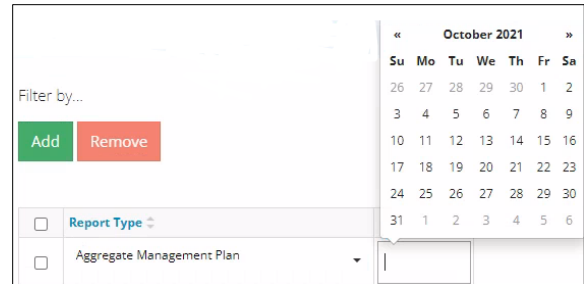 « October 2021 »
Su Mo Tu We Th Fr Sa
26 27 28 29 30 1 2
3 4 5 6 7 8 9
10 11 12 13 14 15 16
17 18 19 20 21 22 23
24 25 26 27 28 29 30
31 1 2 3 4 5 6
Filter by...
Add Remove
Report Type
Aggregate Management Plan